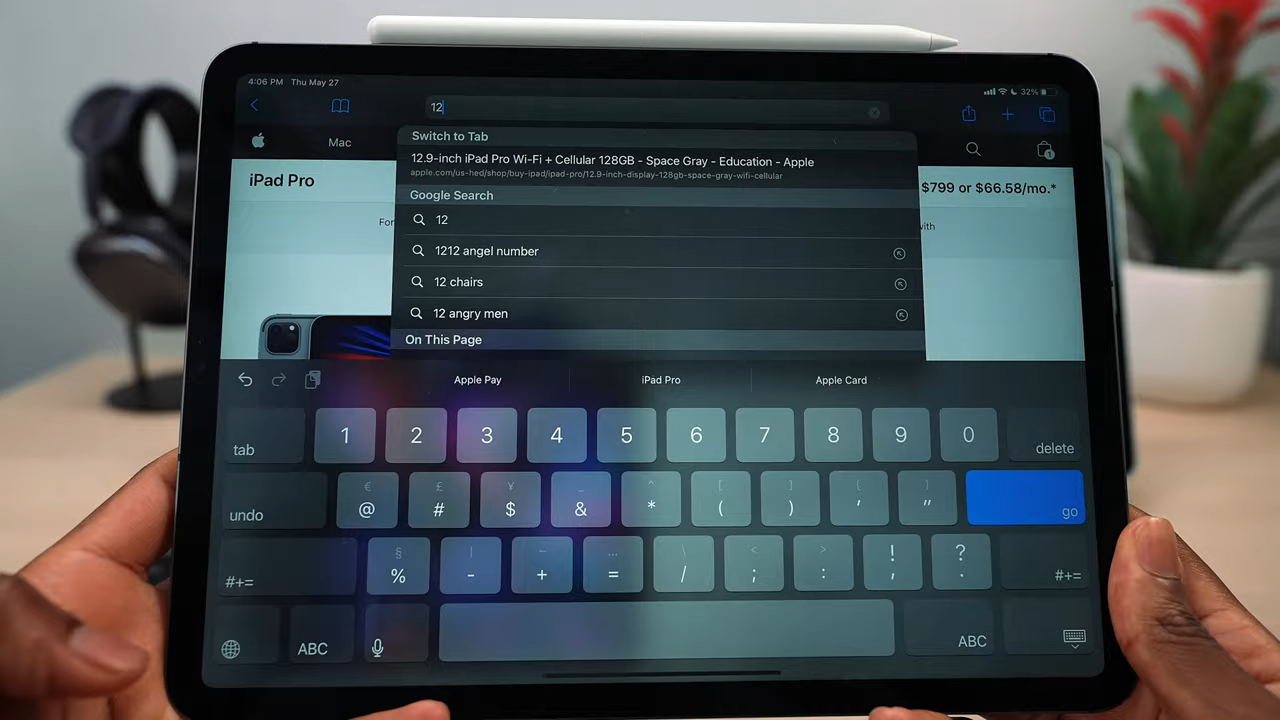 4:06 PM Thu May 27
32%
12
Mac
1
Switch to Tab
12.9-inch iPad Pro Wi-Fi + Cellular 128GB - Space Gray - Education - Apple
apple.com/us-hed/shop/buy-ipad/ipad-pro/12.9-inch-display-128gb-space-gray-wifi-cellular
iPad Pro
$799 or $66.58/mo.*
Google Search
12
For
with
1212 angel number
12 chairs
12 angry men
On This Page
Apple Pay
iPad Pro
Apple Card
tab 1 2 3 4 5 6 7 8 9 0 delete
€ £ ¥ _ ^ [ ] { }
undo @ # $ & * ( ) ' " go
§ | ~ … \ < > ! ?
#+= % - + = / ; : , . #+=
ABC ABC